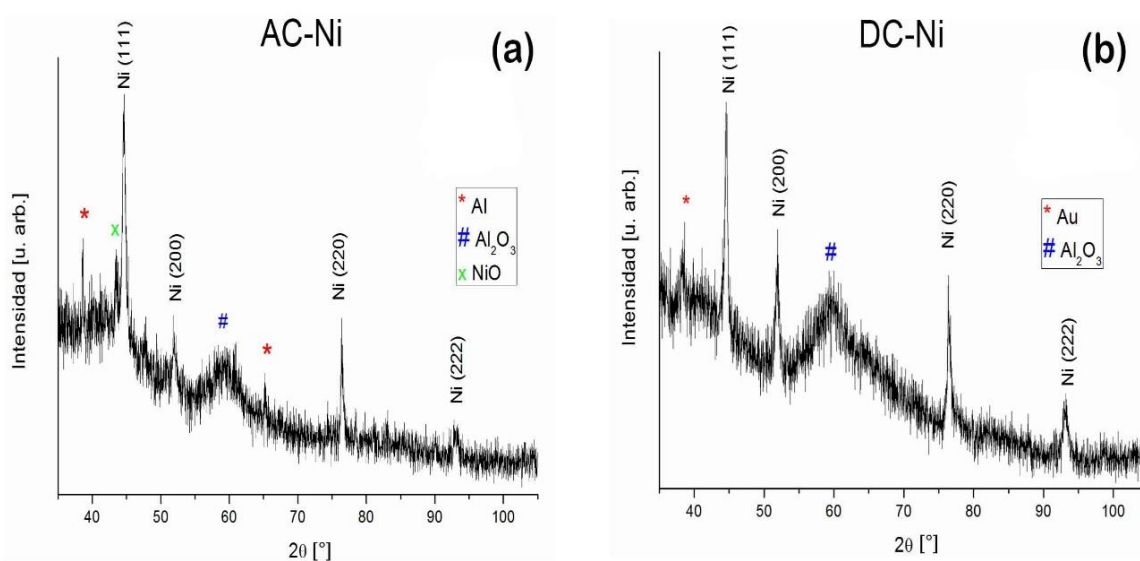 AC-Ni
(a)
Intensidad [u. arb.]
Ni (111)
*
x
Ni (200)
#
*
Ni (220)
Ni (222)
* Al
# Al₂O₃
x NiO
40 50 60 70 80 90 100
2θ [°]
DC-Ni
(b)
Intensidad [u. arb.]
*
Ni (111)
Ni (200)
#
Ni (220)
Ni (222)
* Au
# Al₂O₃
40 50 60 70 80 90 100
2θ [°]